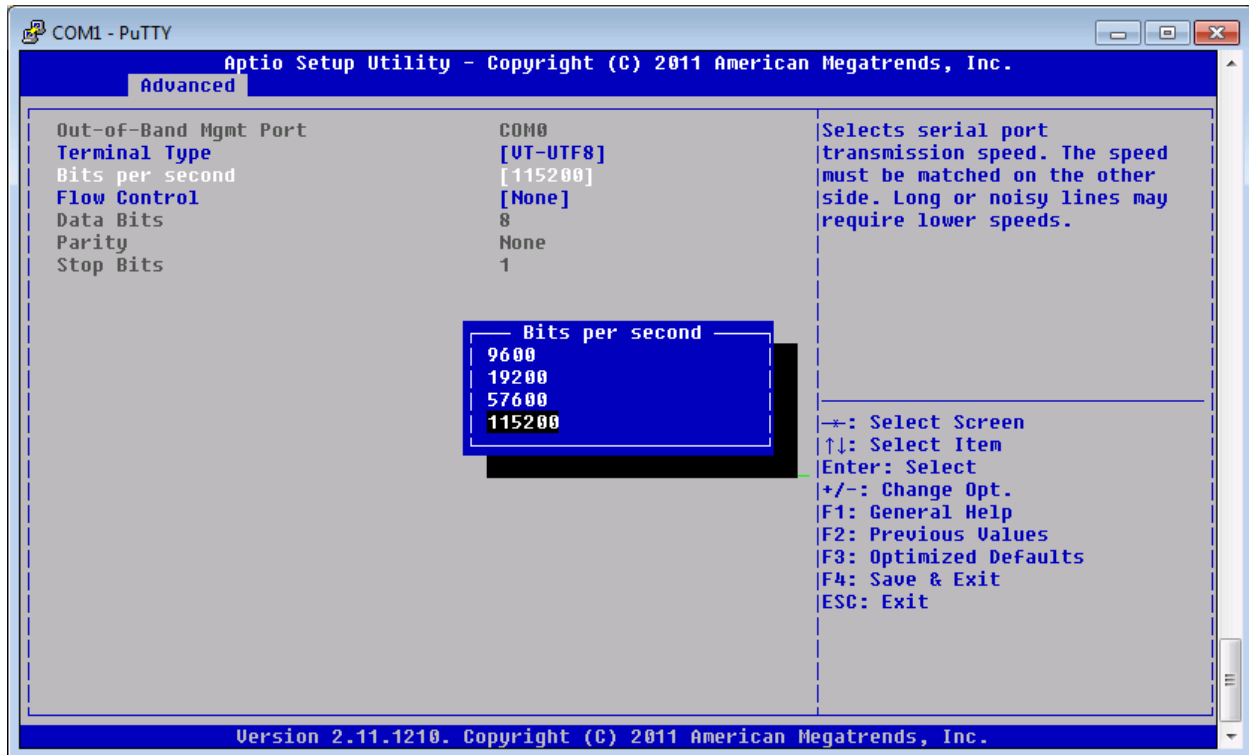 COM1 - PuTTY
Aptio Setup Utility - Copyright (C) 2011 American Megatrends, Inc.
Advanced
Out-of-Band Mgmt Port COM0
Terminal Type [VT-UTF8]
Bits per second [115200]
Flow Control [None]
Data Bits 8
Parity None
Stop Bits 1
Selects serial port
transmission speed. The speed
must be matched on the other
side. Long or noisy lines may
require lower speeds.
Bits per second
9600
19200
57600
115200
→←: Select Screen
↑↓: Select Item
Enter: Select
+/-: Change Opt.
F1: General Help
F2: Previous Values
F3: Optimized Defaults
F4: Save & Exit
ESC: Exit
Version 2.11.1210. Copyright (C) 2011 American Megatrends, Inc.